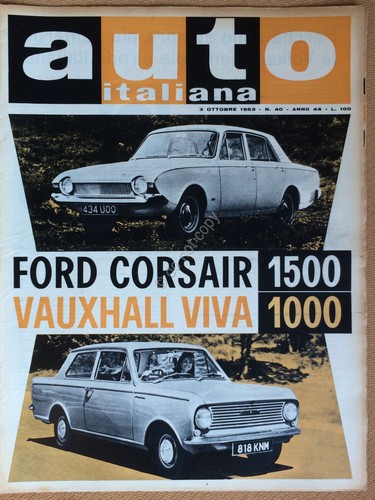 auto
italiana
3 OTTOBRE 1963 - N. 40 - ANNO 44 - L. 100
434 UOO
FORD CORSAIR 1500
VAUXHALL VIVA 1000
818 KNM